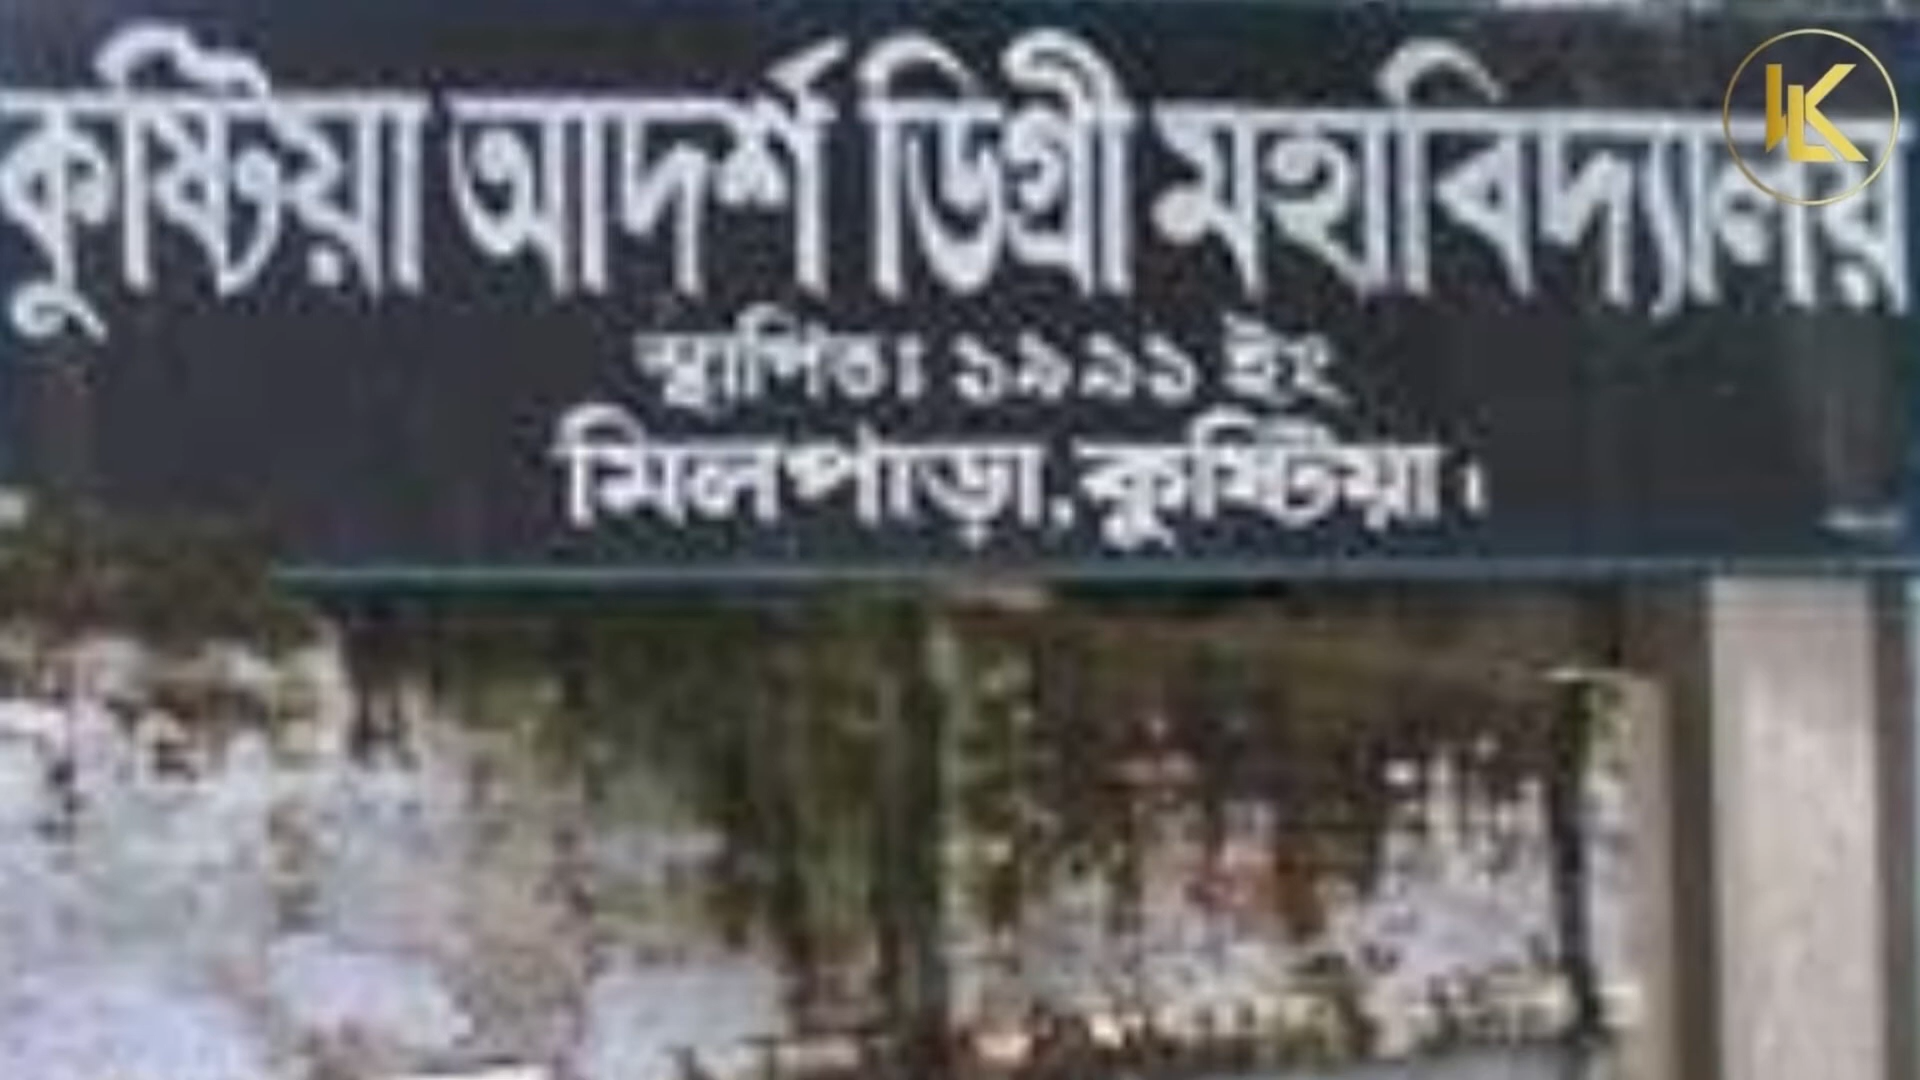 কুষ্টিয়া আদর্শ ডিগ্রী মহাবিদ্যালয়
স্থাপিতঃ ১৯৯১ ইং
মিলপাড়া, কুষ্টিয়া।